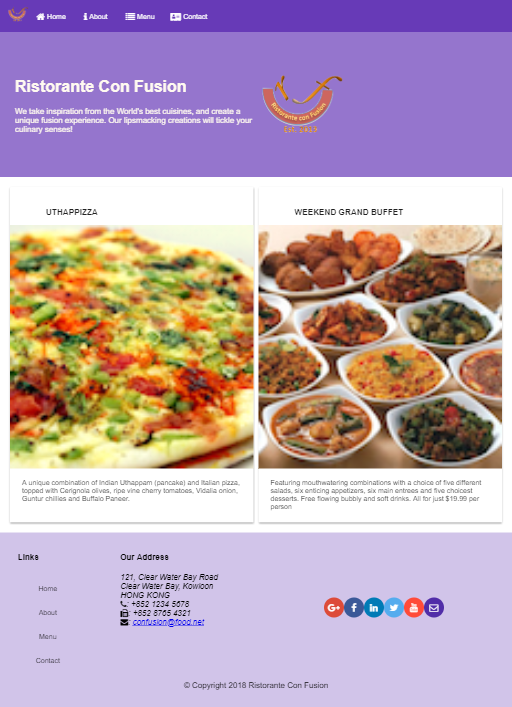 Home About Menu Contact
Ristorante Con Fusion
We take inspiration from the World's best cuisines, and create a
unique fusion experience. Our lipsmacking creations will tickle your
culinary senses!
Ristorante con Fusion
UTHAPPIZZA
WEEKEND GRAND BUFFET
A unique combination of Indian Uthappam (pancake) and Italian pizza,
topped with Cerignola olives, ripe vine cherry tomatoes, Vidalia onion,
Guntur chillies and Buffalo Paneer.
Featuring mouthwatering combinations with a choice of five different
salads, six enticing appetizers, six main entrees and five choicest
desserts. Free flowing bubbly and soft drinks. All for just $19.99 per
person
Links
Home
About
Menu
Contact
Our Address
121, Clear Water Bay Road
Clear Water Bay, Kowloon
HONG KONG
: +852 1234 5678
: +852 8765 4321
: confusion@food.net
© Copyright 2018 Ristorante Con Fusion